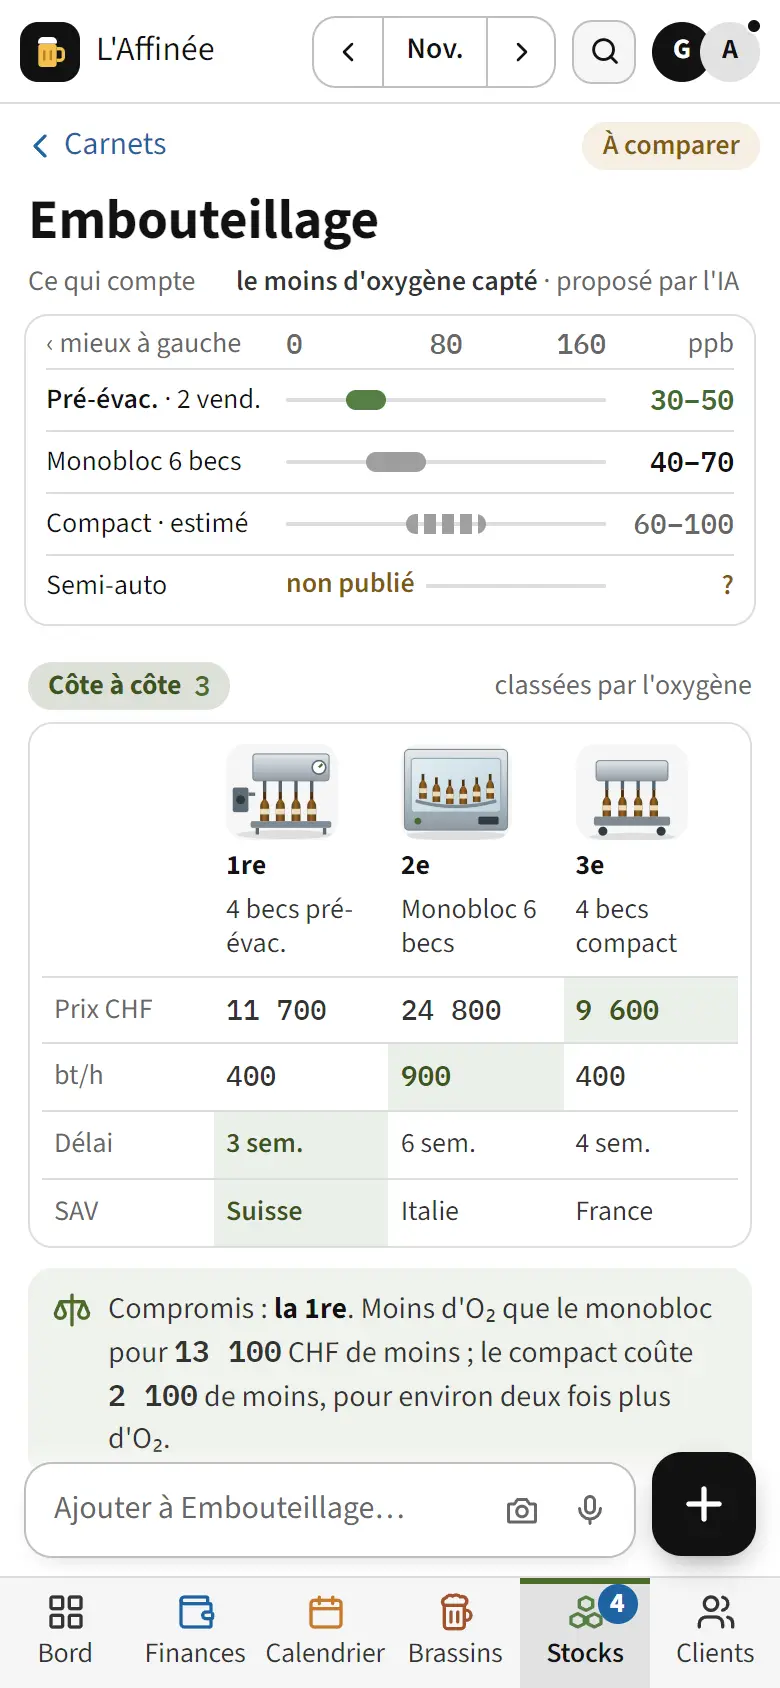 L'Affinée
Nov.
G
A
Carnets
À comparer
Embouteillage
Ce qui compte le moins d'oxygène capté · proposé par l'IA
‹ mieux à gauche 0 80 160 ppb
Pré-évac. · 2 vend. 30–50
Monobloc 6 becs 40–70
Compact · estimé 60–100
Semi-auto non publié ?
Côte à côte 3 classées par l'oxygène
1re 2e 3e
4 becs pré-évac. Monobloc 6 becs 4 becs compact
Prix CHF 11 700 24 800 9 600
bt/h 400 900 400
Délai 3 sem. 6 sem. 4 sem.
SAV Suisse Italie France
Compromis : la 1re. Moins d'O₂ que le monobloc
pour 13 100 CHF de moins ; le compact coûte
2 100 de moins, pour environ deux fois plus
d'O₂.
Ajouter à Embouteillage…
4
Bord Finances Calendrier Brassins Stocks Clients